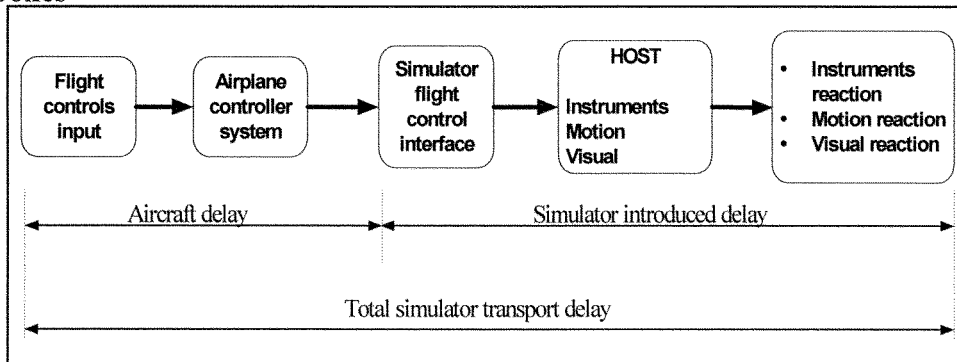 Flight
controls
input
Airplane
controller
system
Simulator
flight
control
interface
HOST
Instruments
Motion
Visual
• Instruments
reaction
• Motion reaction
• Visual reaction
Aircraft delay
Simulator introduced delay
Total simulator transport delay